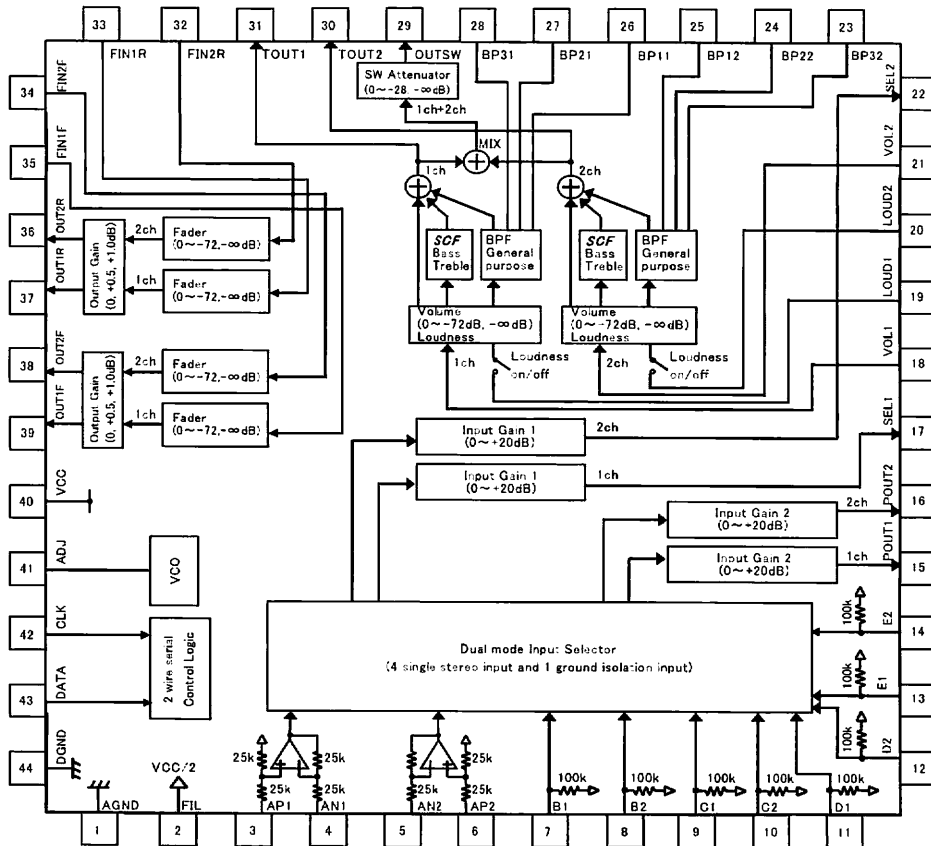 33
32
31
30
29
28
27
26
25
24
23
FIN1R
FIN2R
TOUT1
TOUT2
OUTSW
BP31
BP21
BP11
BP12
BP22
BP32
34
FIN2F
35
FIN1F
36
OUT2R
37
OUT1R
38
OUT2F
39
OUT1F
40
VCC
41
ADJ
42
CLK
43
DATA
44
DGND
SEL2
22
VOL2
21
LOUD2
20
LOUD1
19
VOL1
18
SEL1
17
POUT2
16
POUT1
15
E2
14
E1
13
D2
12
SW Attenuator
(0~-28, -∞dB)
1ch+2ch
MIX
1ch
2ch
SCF
Bass
Treble
BPF
General
purpose
SCF
Bass
Treble
BPF
General
purpose
Volume
(0~-72dB, -∞dB)
Loudness
Volume
(0~-72dB, -∞dB)
Loudness
1ch
Loudness
on/off
2ch
Loudness
on/off
Output Gain
(0, +0.5, +1.0dB)
2ch
Fader
(0~-72,-∞dB)
1ch
Fader
(0~-72,-∞dB)
Output Gain
(0, +0.5, +1.0dB)
2ch
Fader
(0~-72,-∞dB)
1ch
Fader
(0~-72,-∞dB)
Input Gain 1
(0~+20dB)
2ch
Input Gain 1
(0~+20dB)
1ch
Input Gain 2
(0~+20dB)
2ch
Input Gain 2
(0~+20dB)
1ch
VCO
2 wire serial
Control Logic
Dual mode Input Selector
(4 single stereo input and 1 ground isolation input)
100k
100k
100k
25k
25k
25k
25k
25k
25k
25k
25k
100k
100k
100k
100k
100k
VCC/2
AGND
FIL
AP1
AN1
AN2
AP2
B1
B2
C1
C2
D1
1
2
3
4
5
6
7
8
9
10
11